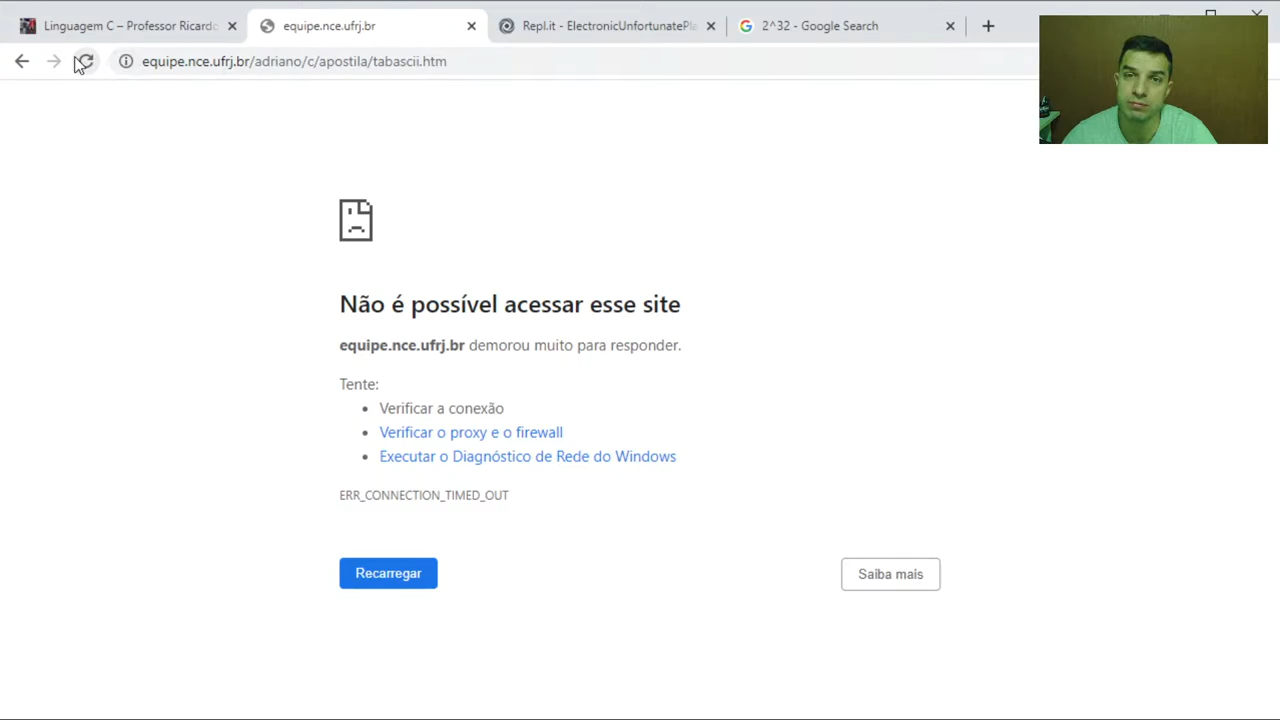 Linguagem C – Professor Ricardo
equipe.nce.ufrj.br
Repl.it - ElectronicUnfortunatePla
2^32 - Google Search
equipe.nce.ufrj.br/adriano/c/apostila/tabascii.htm
Não é possível acessar esse site
equipe.nce.ufrj.br demorou muito para responder.
Tente:
Verificar a conexão
Verificar o proxy e o firewall
Executar o Diagnóstico de Rede do Windows
ERR_CONNECTION_TIMED_OUT
Recarregar
Saiba mais